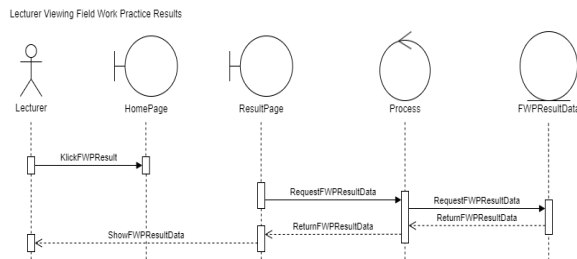 Lecturer Viewing Field Work Practice Results
Lecturer
HomePage
ResultPage
Process
FWPResultData
KlickFWPResult
RequestFWPResultData
RequestFWPResultData
ReturnFWPResultData
ReturnFWPResultData
ShowFWPResultData